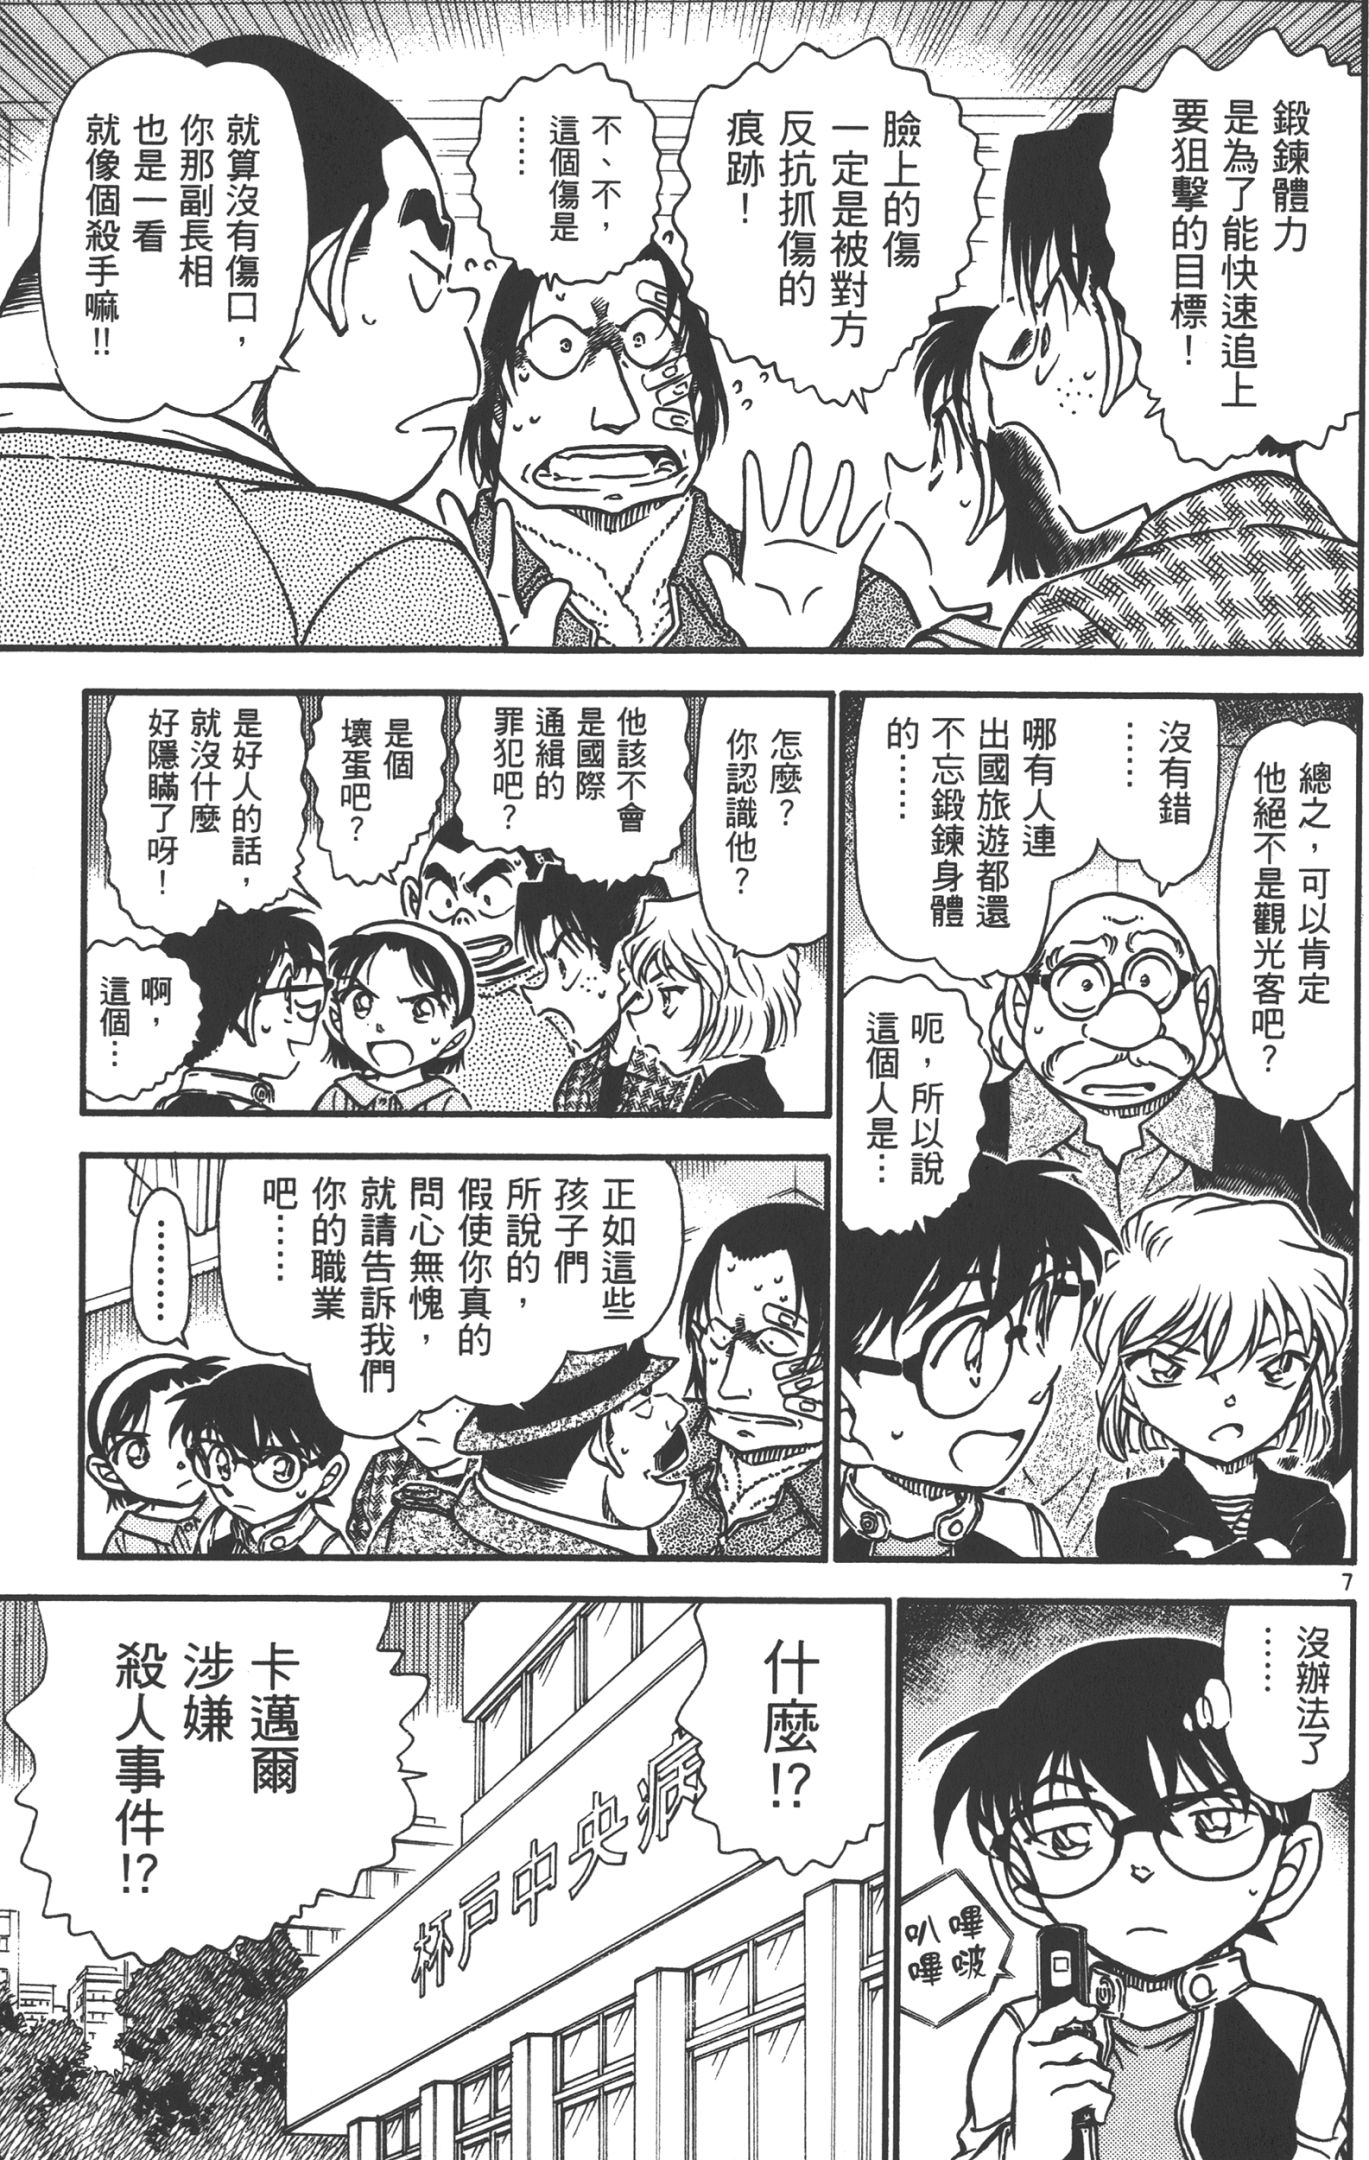 鍛鍊體力
是為了能快速追上
要狙擊的目標！
臉上的傷
一定是被對方
反抗抓傷的
痕跡！
不、不，
這個傷是
……
就算沒有傷口，
你那副長相
也是一看
就像個殺手嘛!!
總之，可以肯定
他絕不是觀光客吧？
沒有錯
……
哪有人連
出國旅遊都還
不忘鍛鍊身體
的……
呃，所以說
這個人是…
怎麼？
你認識他？
他該不會
是國際
通緝的
罪犯吧？
是個
壞蛋吧？
是好人的話，
就沒什麼
好隱瞞了呀！
啊，
這個…
正如這些
孩子們
所說的，
假使你真的
問心無愧，
就請告訴我們
你的職業
吧……
………
7
沒辦法了
……
嗶啵
叭嗶
什麼!?
杯戸中央病
卡邁爾
涉嫌
殺人事件!?